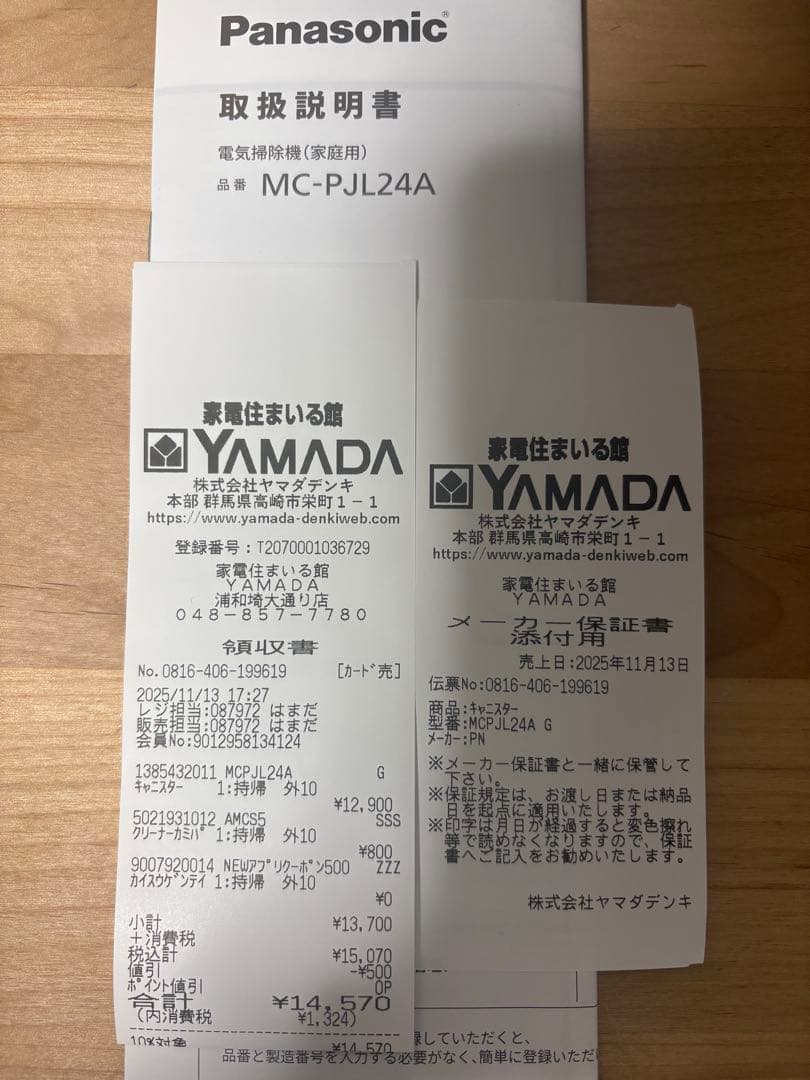 Panasonic®
取扱説明書
電気掃除機(家庭用)
品番 MC-PJL24A
家電住まいる館
YAMADA
株式会社ヤマダデンキ
本部 群馬県高崎市栄町1-1
https://www.yamada-denkiweb.com
登録番号:T2070001036729
家電住まいる館
YAMADA
浦和埼大通り店
048-857-7780
領収書
No.0816-406-199619 [カード売]
2025/11/13 17:27
レジ担当:087972 はまだ
販売担当:087972 はまだ
会員No:9012958134124
1385432011 MCPJL24A G
キャニスター 1:持帰 外10
¥12,900
5021931012 AMCS5 SSS
クリーナーカミパ 1:持帰 外10
¥800
9007920014 NEWアプリクーポン500 ZZZ
カイスウゲンテイ 1:持帰 外10
¥0
小計 ¥13,700
+消費税
税込計 ¥15,070
値引 -¥500
ポイント値引 0P
合計 ¥14,570
(内消費税 ¥1,324)
10%対象 ¥14,570
家電住まいる館
YAMADA
株式会社ヤマダデンキ
本部 群馬県高崎市栄町1-1
https://www.yamada-denkiweb.com
家電住まいる館
YAMADA
メーカー保証書
添付用
売上日:2025年11月13日
伝票No:0816-406-199619
商品:キャニスター
型番:MCPJL24A G
メーカー:PN
※メーカー保証書と一緒に保管して
下さい。
※保証規定は、お渡し日または納品
日を起点に適用いたします。
※印字は月日が経過すると変色擦れ
等で読めなくなりますので、保証
書へご記入をお勧めいたします。
株式会社ヤマダデンキ
録していただくと、
品番と製造番号を入力する必要がなく、簡単に登録いただ